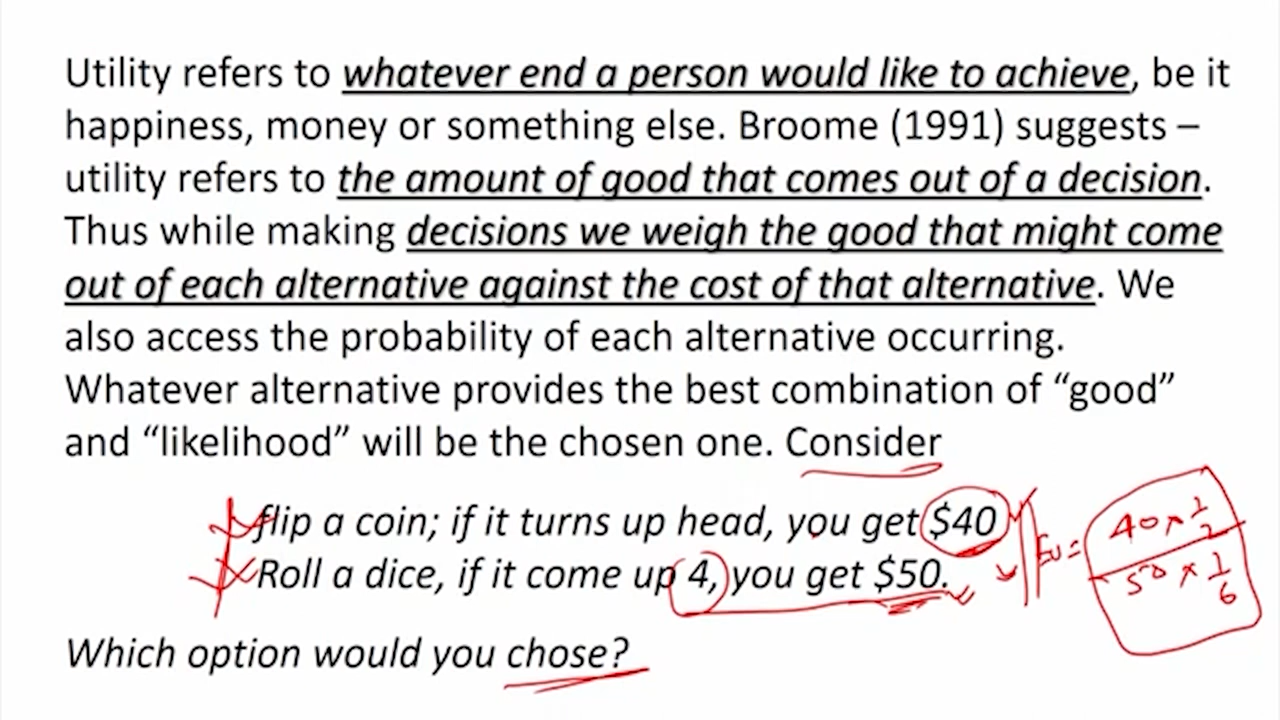 Utility refers to whatever end a person would like to achieve, be it
happiness, money or something else. Broome (1991) suggests –
utility refers to the amount of good that comes out of a decision.
Thus while making decisions we weigh the good that might come
out of each alternative against the cost of that alternative. We
also access the probability of each alternative occurring.
Whatever alternative provides the best combination of “good”
and “likelihood” will be the chosen one. Consider
flip a coin; if it turns up head, you get $40
Roll a dice, if it come up 4, you get $50.
EU =
40 × 1/2
50 × 1/6
Which option would you chose?